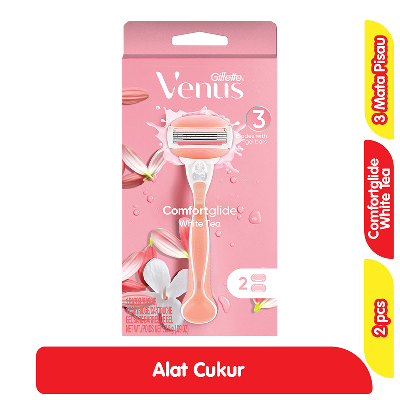 Gillette
Venus
3
blades with
gel bars
Comfortglide
White Tea
2
3 Mata Pisau
Comfortglide
White Tea
2 pcs
Alat Cukur